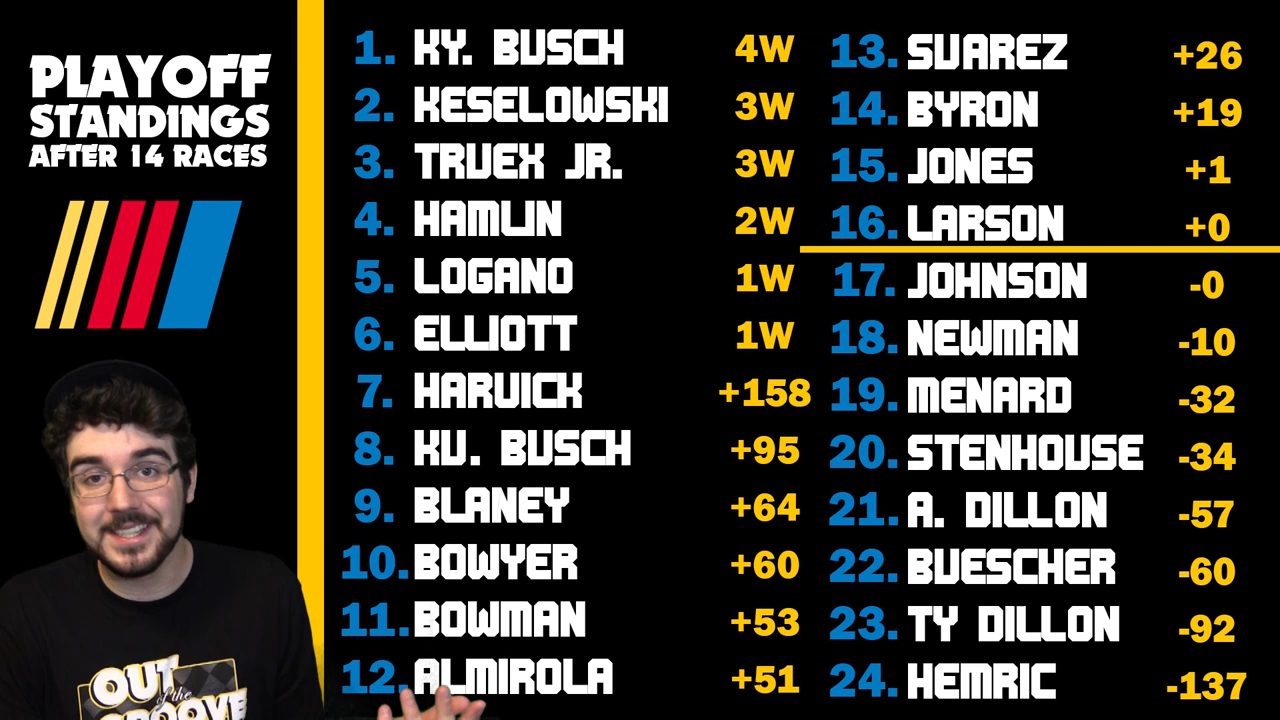 PLAYOFF
STANDINGS
AFTER 14 RACES
1. KY. BUSCH 4W
2. KESELOWSKI 3W
3. TRUEX JR. 3W
4. HAMLIN 2W
5. LOGANO 1W
6. ELLIOTT 1W
7. HARVICK +158
8. KU. BUSCH +95
9. BLANEY +64
10. BOWYER +60
11. BOWMAN +53
12. ALMIROLA +51
13. SUAREZ +26
14. BYRON +19
15. JONES +1
16. LARSON +0
17. JOHNSON -0
18. NEWMAN -10
19. MENARD -32
20. STENHOUSE -34
21. A. DILLON -57
22. BUESCHER -60
23. TY DILLON -92
24. HEMRIC -137
OUT
of the
GROOVE